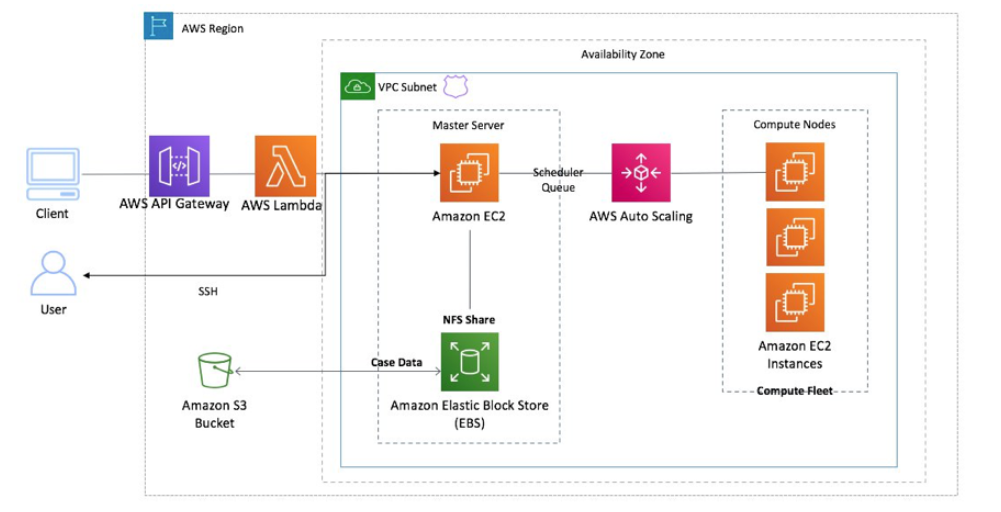 AWS Region
Availability Zone
VPC Subnet
Master Server
Compute Nodes
Client
AWS API Gateway
AWS Lambda
Amazon EC2
Scheduler
Queue
AWS Auto Scaling
User
SSH
NFS Share
Case Data
Amazon S3
Bucket
Amazon Elastic Block Store
(EBS)
Amazon EC2
Instances
Compute Fleet